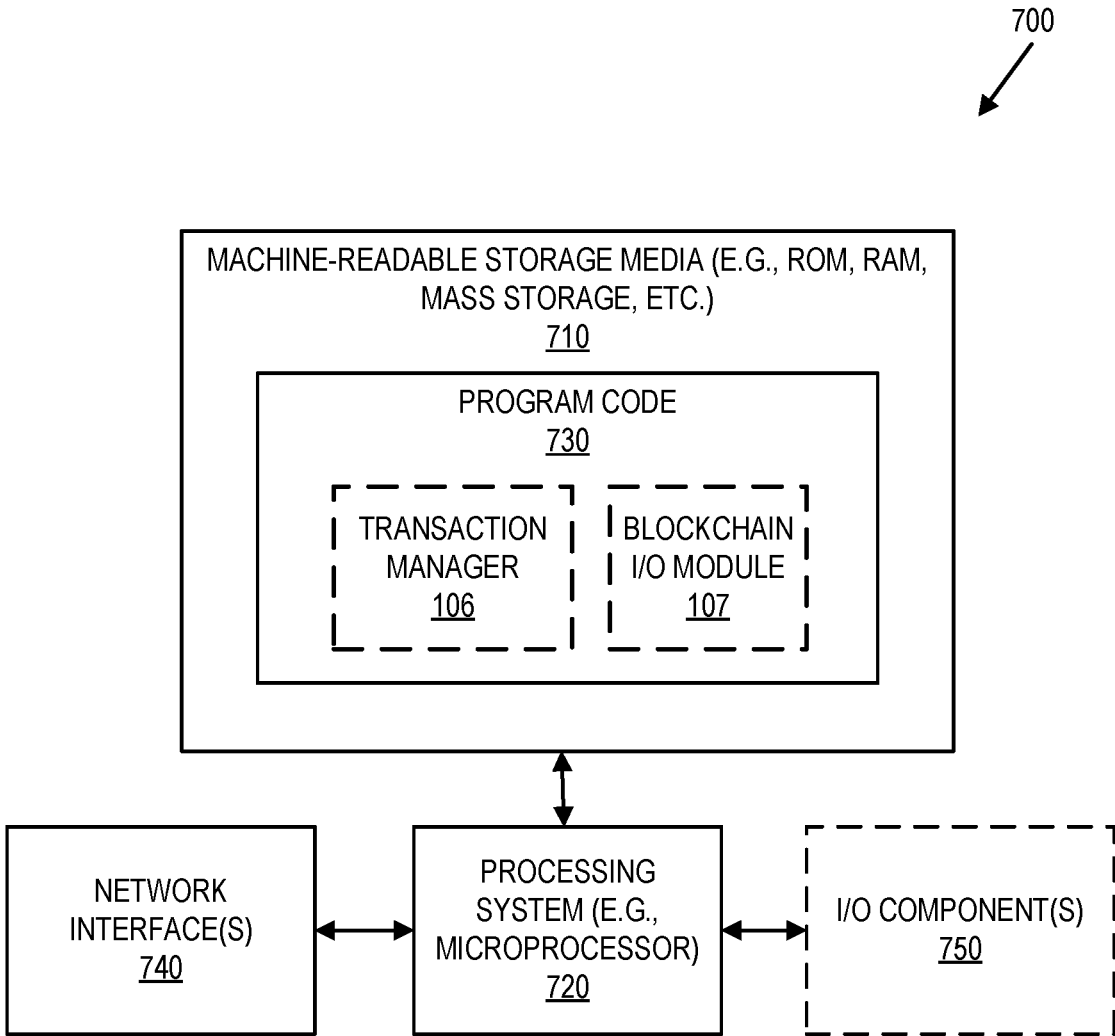 700
MACHINE-READABLE STORAGE MEDIA (E.G., ROM, RAM,
MASS STORAGE, ETC.)
710
PROGRAM CODE
730
TRANSACTION
MANAGER
106
BLOCKCHAIN
I/O MODULE
107
NETWORK
INTERFACE(S)
740
PROCESSING
SYSTEM (E.G.,
MICROPROCESSOR)
720
I/O COMPONENT(S)
750